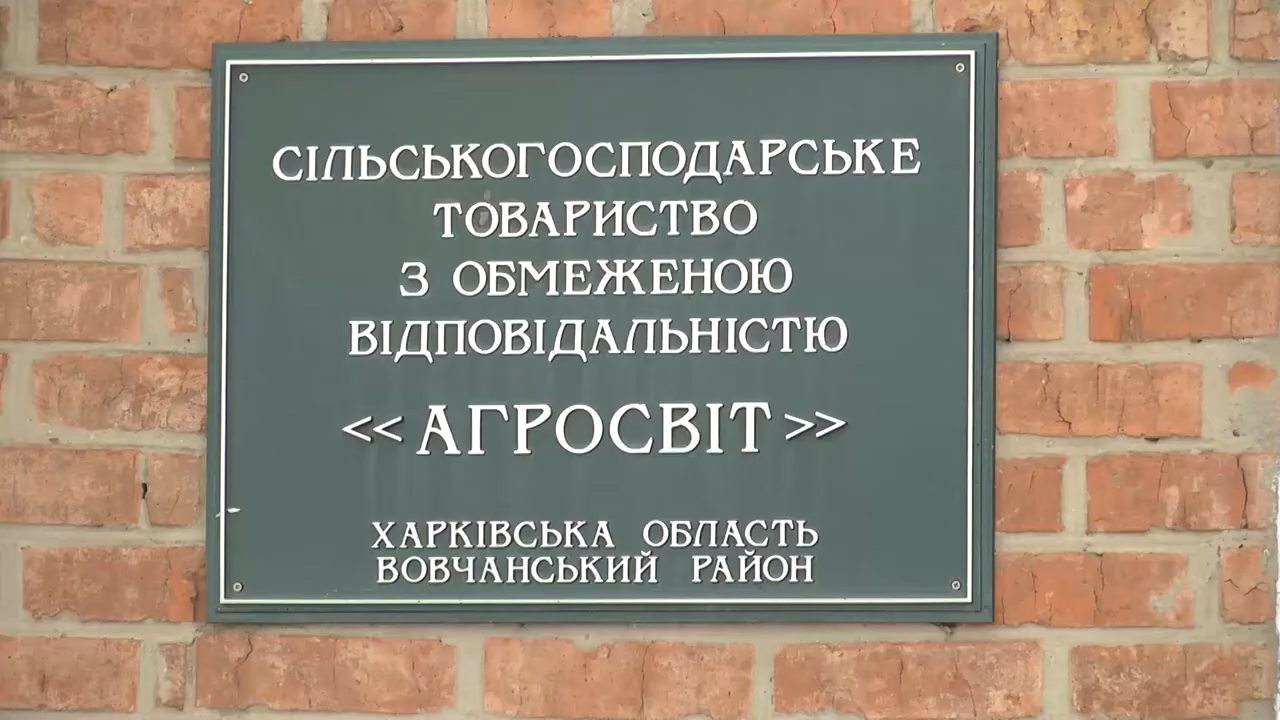 СІЛЬСЬКОГОСПОДАРСЬКЕ
ТОВАРИСТВО
З ОБМЕЖЕНОЮ
ВІДПОВІДАЛЬНІСТЮ
<<АГРОСВІТ>>
ХАРКІВСЬКА ОБЛАСТЬ
ВОВЧАНСЬКИЙ РАЙОН